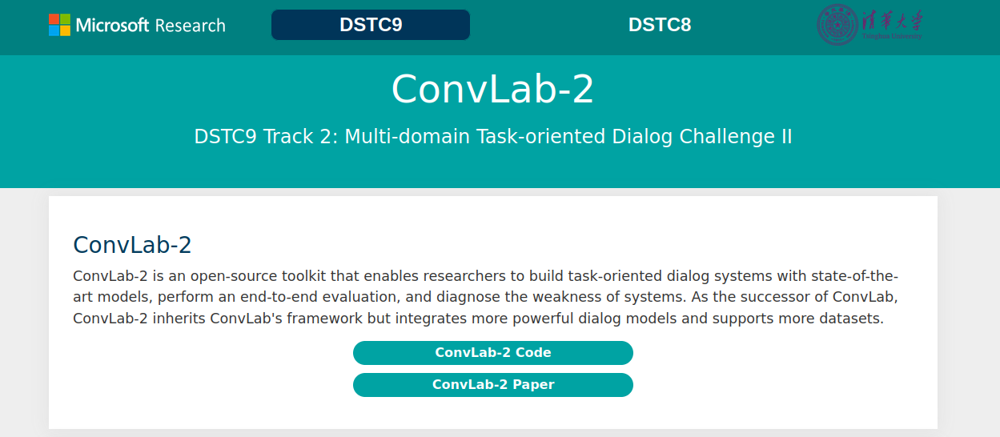 Microsoft Research
DSTC9
DSTC8
清华大学
Tsinghua University
ConvLab-2
DSTC9 Track 2: Multi-domain Task-oriented Dialog Challenge II
ConvLab-2
ConvLab-2 is an open-source toolkit that enables researchers to build task-oriented dialog systems with state-of-the-
art models, perform an end-to-end evaluation, and diagnose the weakness of systems. As the successor of ConvLab,
ConvLab-2 inherits ConvLab's framework but integrates more powerful dialog models and supports more datasets.
ConvLab-2 Code
ConvLab-2 Paper